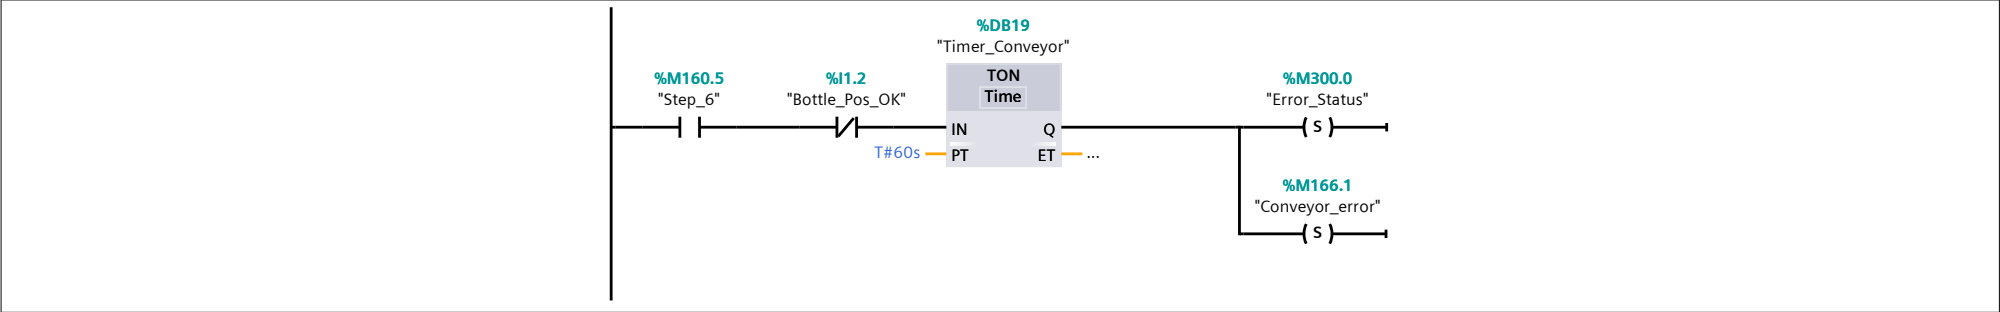 %DB19
"Timer_Conveyor"
%M160.5
"Step_6"
%I1.2
"Bottle_Pos_OK"
TON
Time
%M300.0
"Error_Status"
IN
Q
S
T#60s
PT
ET
...
%M166.1
"Conveyor_error"
S